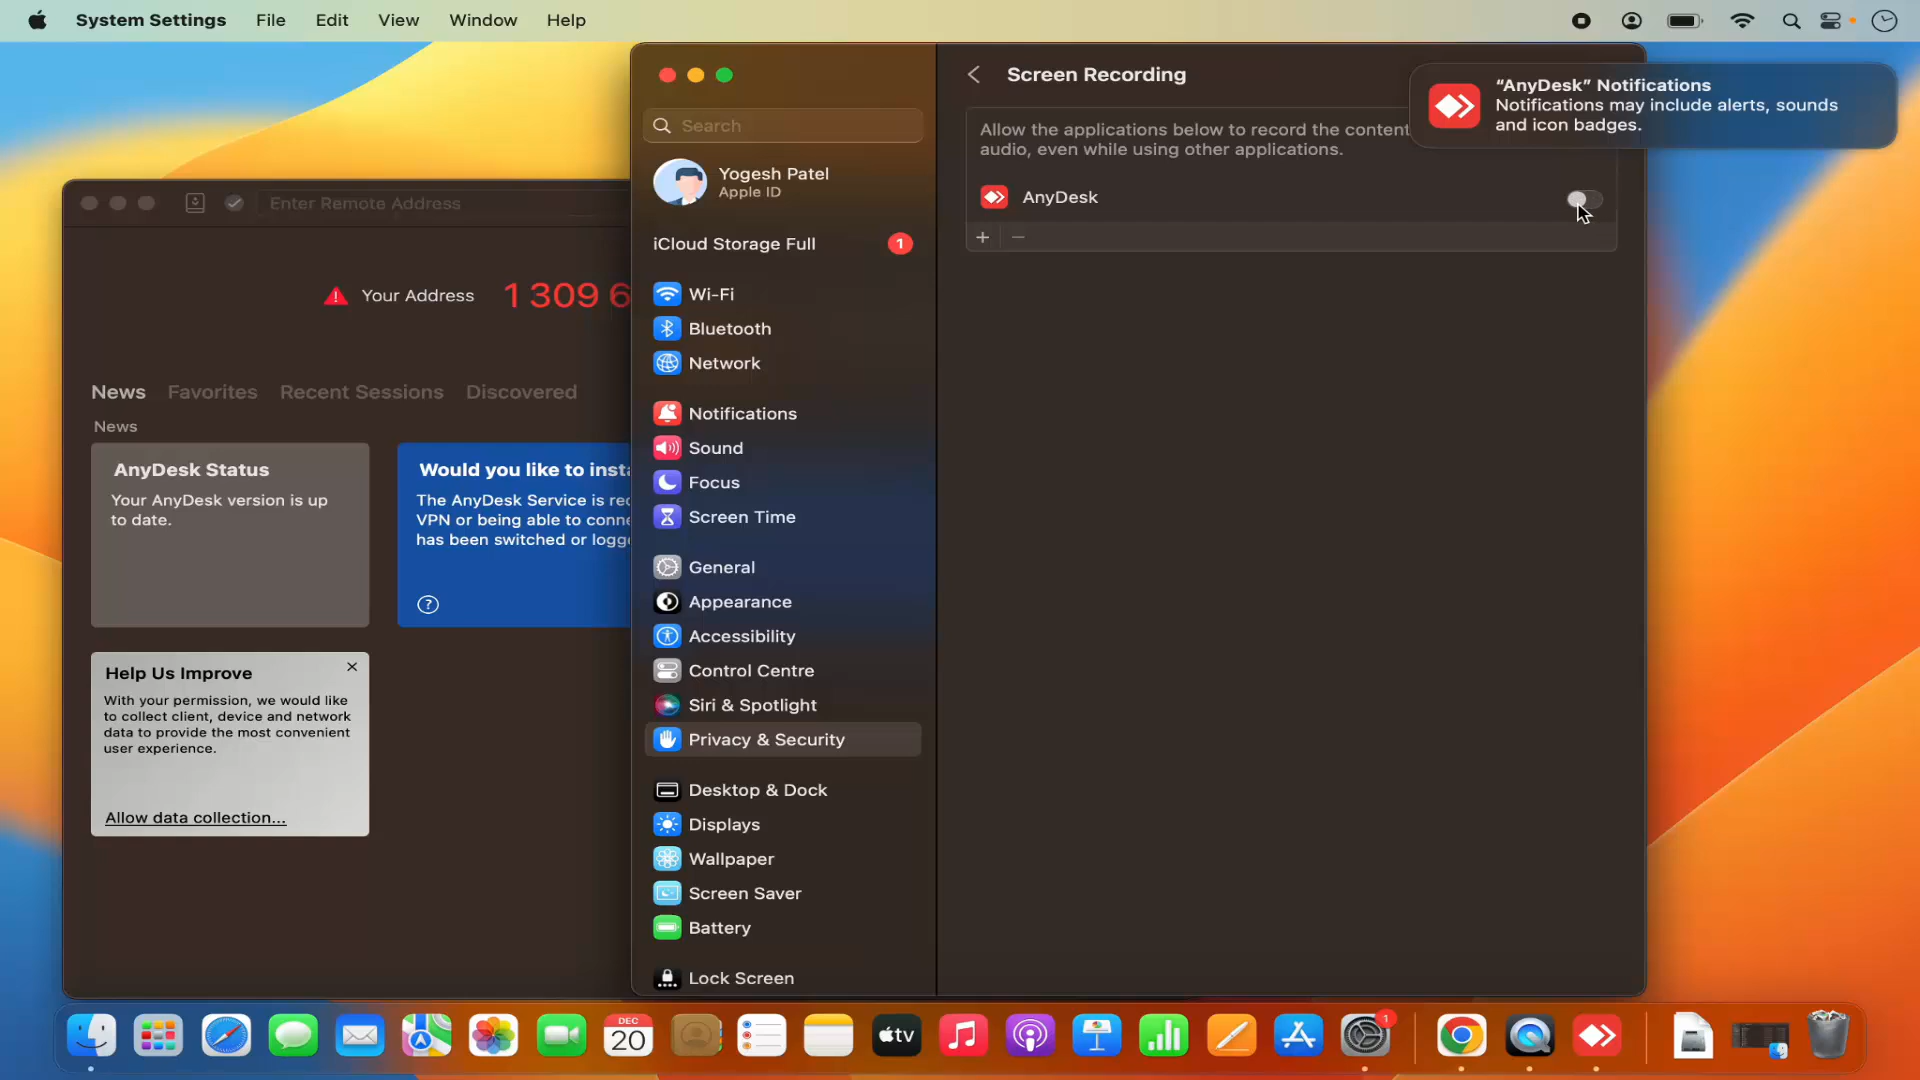 System Settings File Edit View Window Help
Screen Recording
“AnyDesk” Notifications
Notifications may include alerts, sounds
and icon badges.
Allow the applications below to record the content
audio, even while using other applications.
AnyDesk
Search
Yogesh Patel
Apple ID
iCloud Storage Full 1
Wi-Fi
Bluetooth
Network
Notifications
Sound
Focus
Screen Time
General
Appearance
Accessibility
Control Centre
Siri & Spotlight
Privacy & Security
Desktop & Dock
Displays
Wallpaper
Screen Saver
Battery
Lock Screen
Enter Remote Address
Your Address 1 309 6
News Favorites Recent Sessions Discovered
News
AnyDesk Status
Your AnyDesk version is up
to date.
Would you like to insta
The AnyDesk Service is req
VPN or being able to conne
has been switched or logge
?
Help Us Improve
With your permission, we would like
to collect client, device and network
data to provide the most convenient
user experience.
Allow data collection...
DEC
20
tv
1